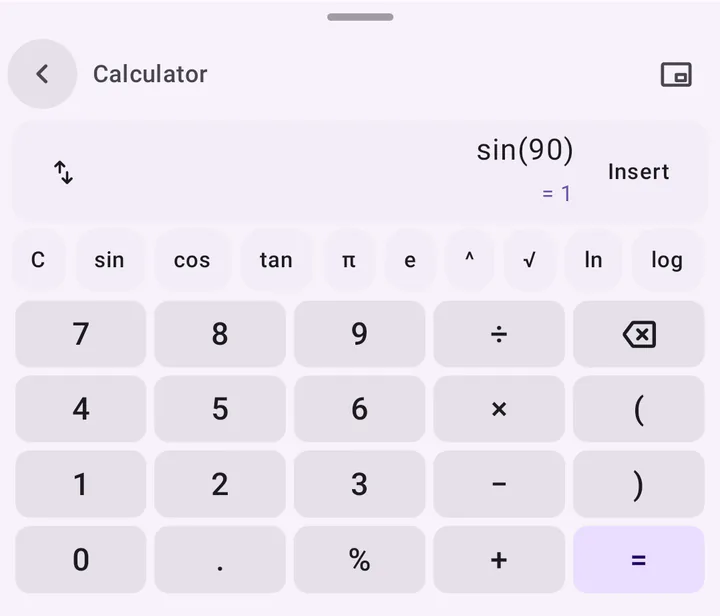 Calculator
sin(90)
= 1
Insert
C sin cos tan π e ^ √ ln log
7 8 9 ÷
4 5 6 × (
1 2 3 − )
0 . % + =